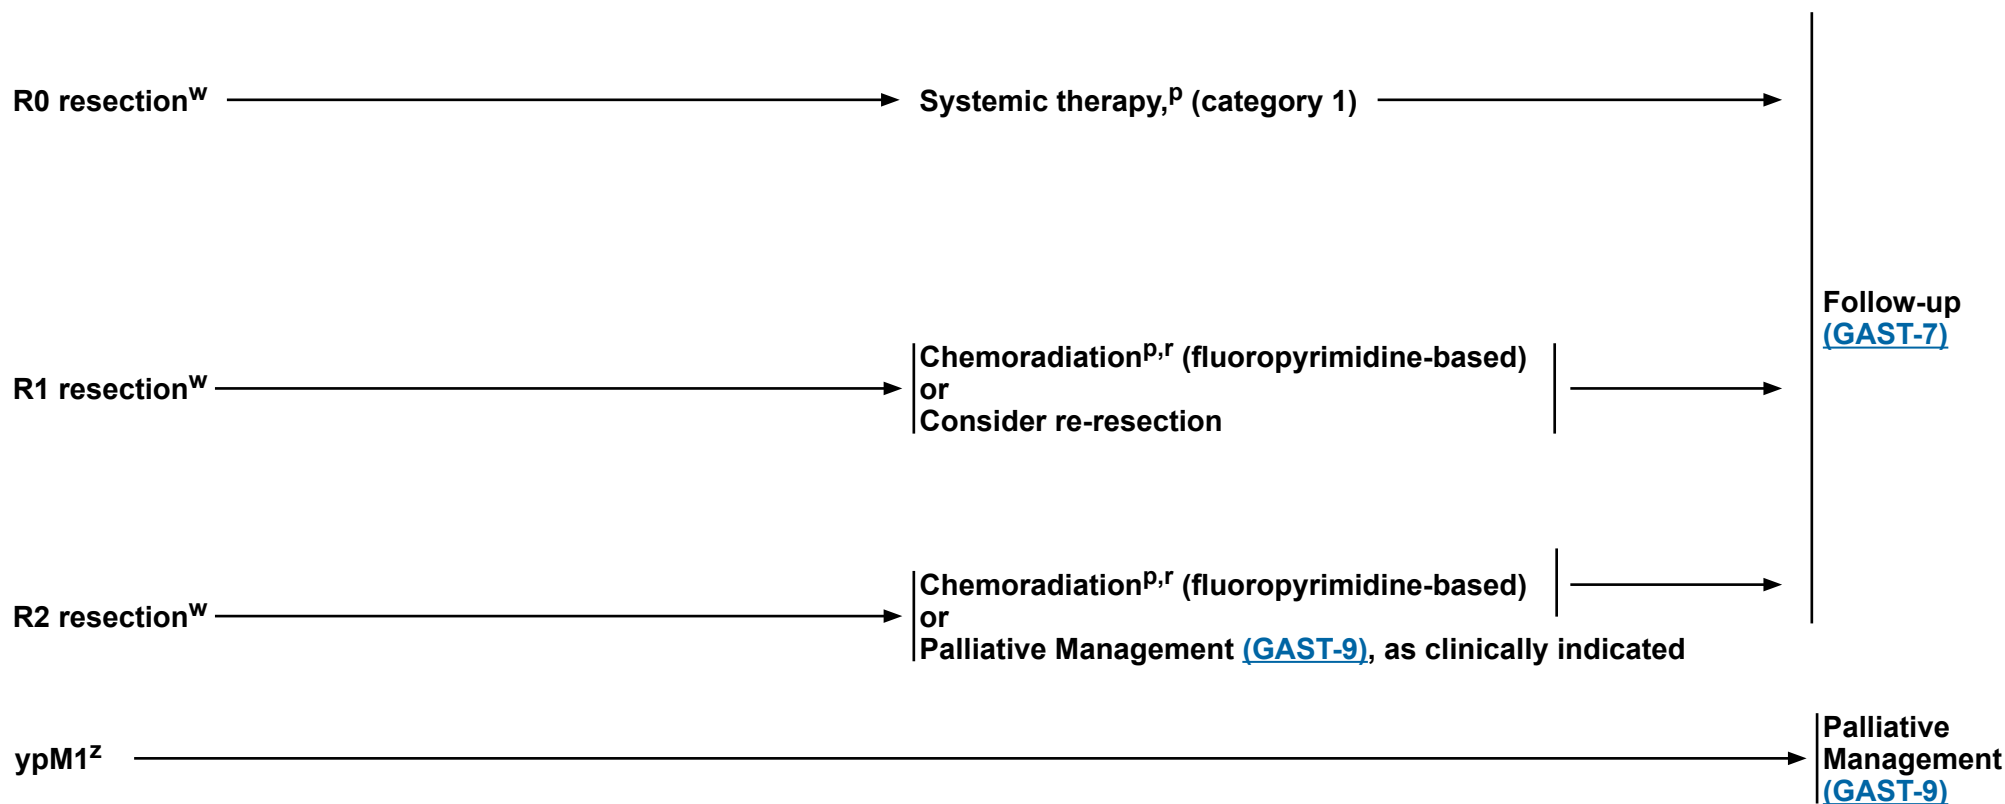 R0 resectionʷ
Systemic therapy,ᵖ (category 1)
Follow-up
(GAST-7)
R1 resectionʷ
Chemoradiationᵖ,ʳ (fluoropyrimidine-based)
or
Consider re-resection
R2 resectionʷ
Chemoradiationᵖ,ʳ (fluoropyrimidine-based)
or
Palliative Management (GAST-9), as clinically indicated
ypM1ᶻ
Palliative
Management
(GAST-9)